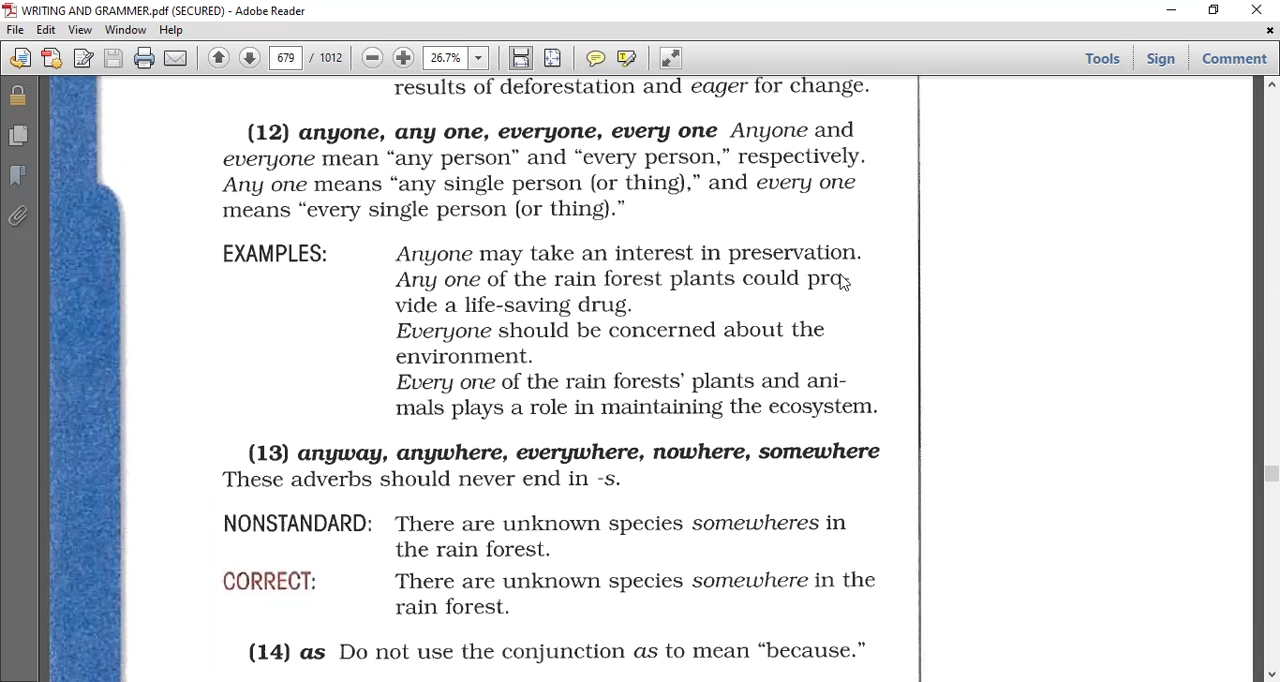 WRITING AND GRAMMER.pdf (SECURED) - Adobe Reader
File Edit View Window Help
679 / 1012 26.7% Tools Sign Comment
results of deforestation and eager for change.
(12) anyone, any one, everyone, every one Anyone and
everyone mean “any person” and “every person,” respectively.
Any one means “any single person (or thing),” and every one
means “every single person (or thing).”
EXAMPLES: Anyone may take an interest in preservation.
Any one of the rain forest plants could pro
vide a life-saving drug.
Everyone should be concerned about the
environment.
Every one of the rain forests’ plants and ani-
mals plays a role in maintaining the ecosystem.
(13) anyway, anywhere, everywhere, nowhere, somewhere
These adverbs should never end in -s.
NONSTANDARD: There are unknown species somewheres in
the rain forest.
CORRECT: There are unknown species somewhere in the
rain forest.
(14) as Do not use the conjunction as to mean “because.”